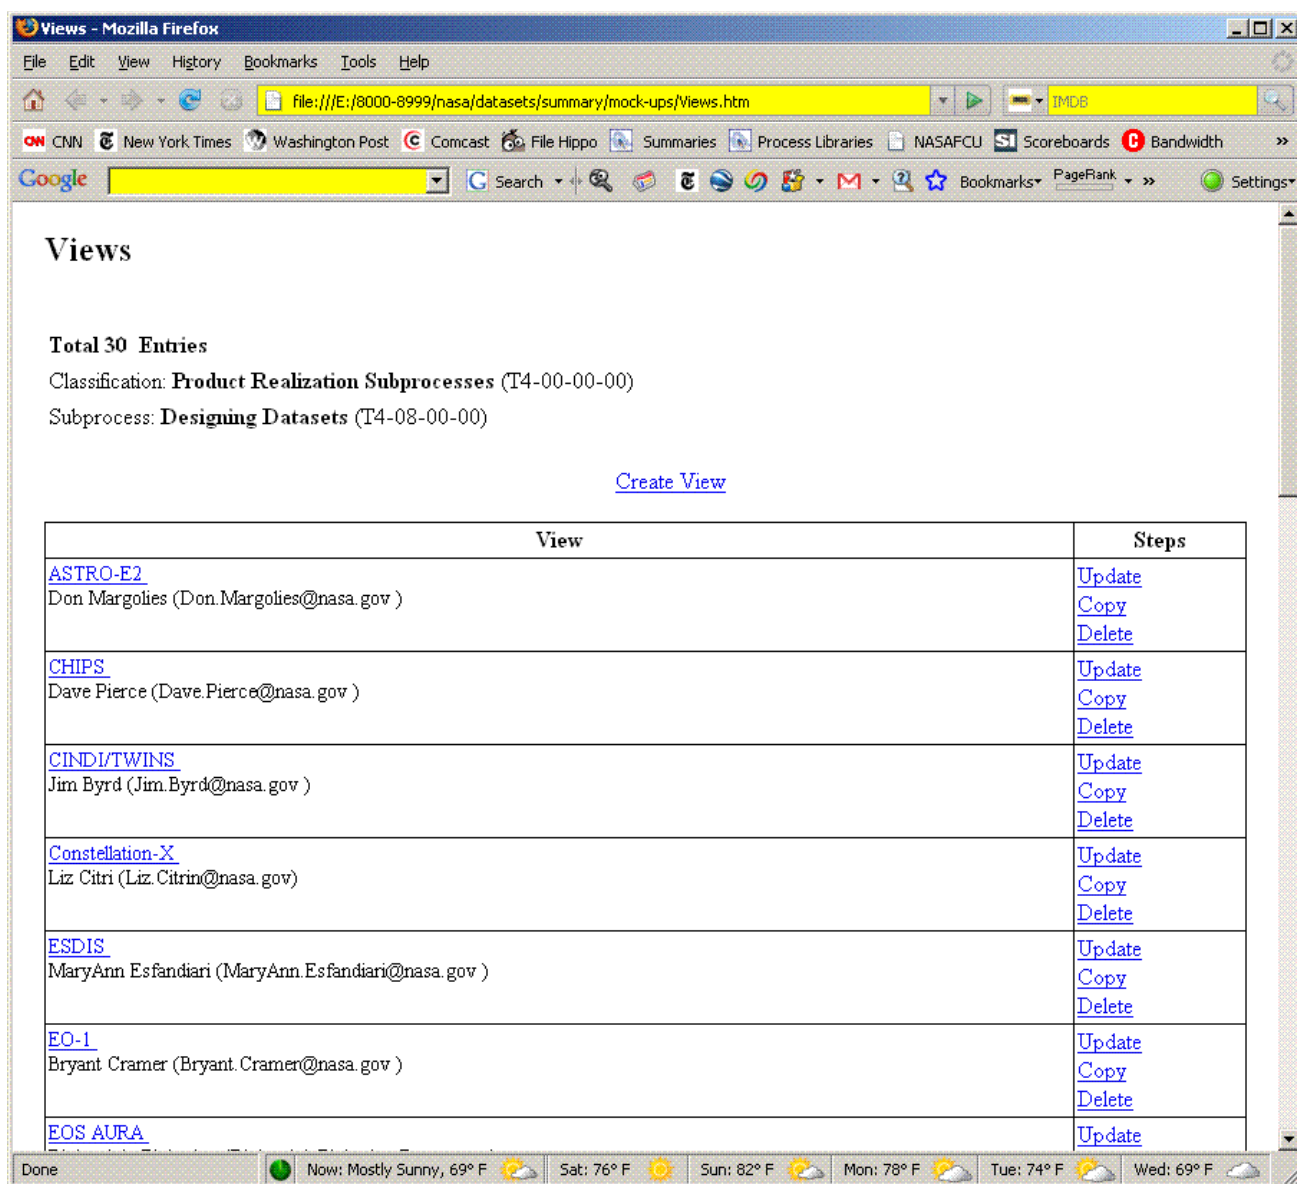 Views - Mozilla Firefox
File Edit View History Bookmarks Tools Help
file:///E:/8000-8999/nasa/datasets/summary/mock-ups/Views.htm IMDB
CNN New York Times Washington Post Comcast File Hippo Summaries Process Libraries NASAFCU Scoreboards Bandwidth »
Google Search Bookmarks PageRank » Settings
Views
Total 30 Entries
Classification: Product Realization Subprocesses (T4-00-00-00)
Subprocess: Designing Datasets (T4-08-00-00)
Create View
View Steps
ASTRO-E2 Update
Don Margolies (Don.Margolies@nasa.gov ) Copy
Delete
CHIPS Update
Dave Pierce (Dave.Pierce@nasa.gov ) Copy
Delete
CINDI/TWINS Update
Jim Byrd (Jim.Byrd@nasa.gov ) Copy
Delete
Constellation-X Update
Liz Citri (Liz.Citrin@nasa.gov) Copy
Delete
ESDIS Update
MaryAnn Esfandiari (MaryAnn.Esfandiari@nasa.gov ) Copy
Delete
EO-1 Update
Bryant Cramer (Bryant.Cramer@nasa.gov ) Copy
Delete
EOS AURA Update
Done Now: Mostly Sunny, 69° F Sat: 76° F Sun: 82° F Mon: 78° F Tue: 74° F Wed: 69° F